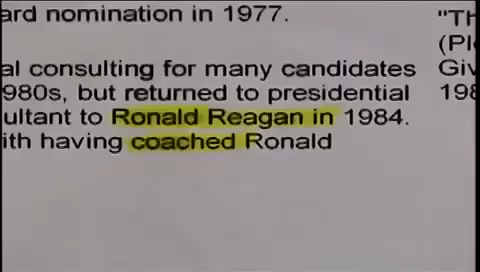 ard nomination in 1977.
al consulting for many candidates
980s, but returned to presidential
ultant to Ronald Reagan in 1984.
ith having coached Ronald
"Th
(Pl
Giv
198